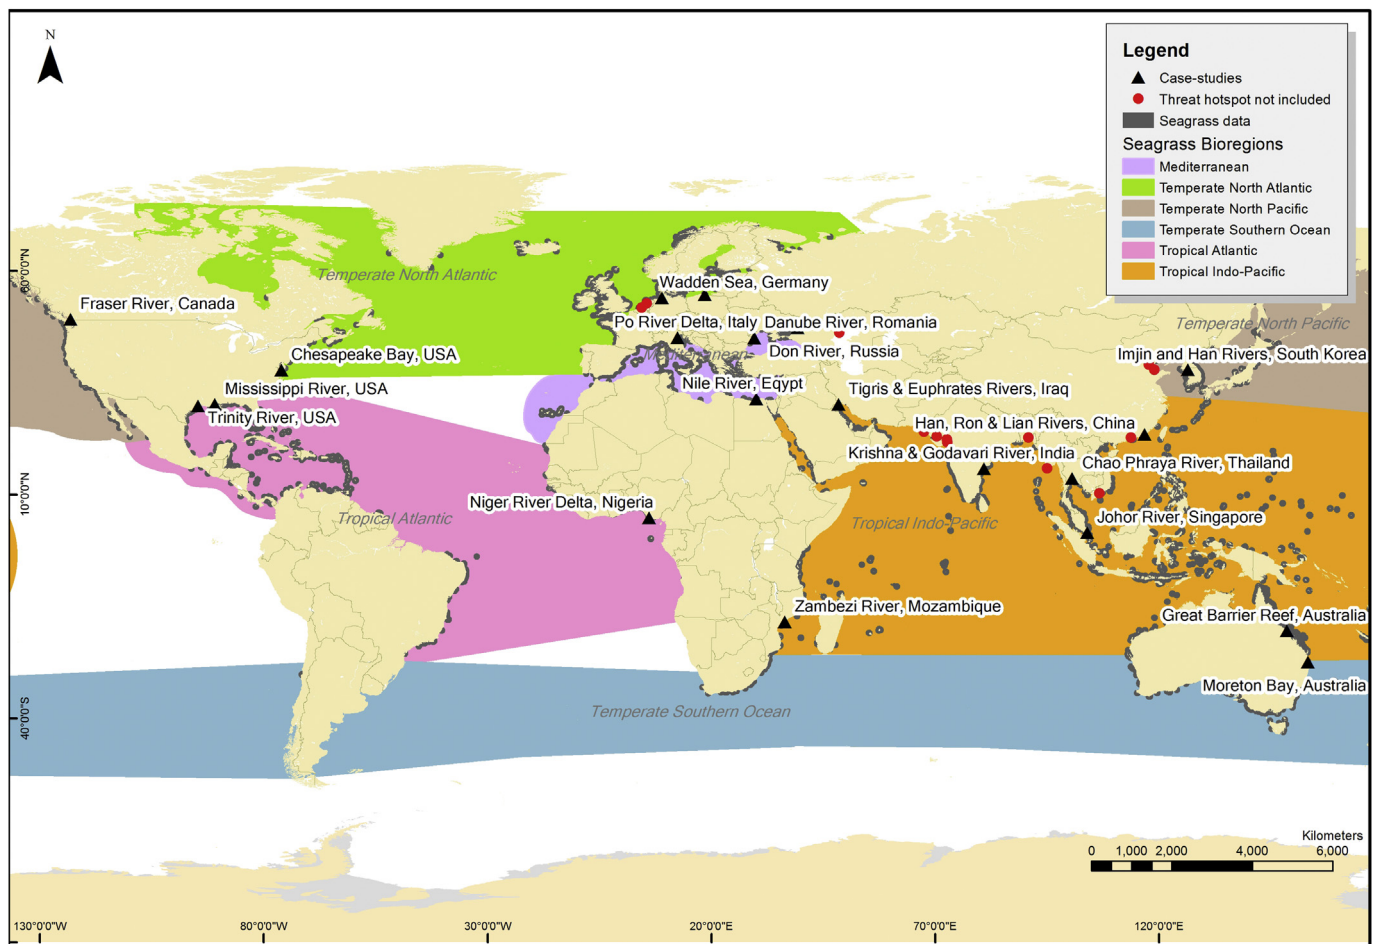 N
Legend
Case-studies
Threat hotspot not included
Seagrass data
Seagrass Bioregions
Mediterranean
Temperate North Atlantic
Temperate North Pacific
Temperate Southern Ocean
Tropical Atlantic
Tropical Indo-Pacific
60°0'0"N
Temperate North Atlantic
Wadden Sea, Germany
Fraser River, Canada
Po River Delta, Italy
Danube River, Romania
Temperate North Pacific
Chesapeake Bay, USA
Mediterranean
Don River, Russia
Imjin and Han Rivers, South Korea
Mississippi River, USA
Nile River, Egypt
Tigris & Euphrates Rivers, Iraq
Trinity River, USA
Han, Ron & Lian Rivers, China
Krishna & Godavari River, India
Chao Phraya River, Thailand
10°0'0"N
Niger River Delta, Nigeria
Tropical Atlantic
Tropical Indo-Pacific
Johor River, Singapore
Zambezi River, Mozambique
Great Barrier Reef, Australia
Moreton Bay, Australia
40°0'0"S
Temperate Southern Ocean
Kilometers
0 1,000 2,000 4,000 6,000
130°0'0"W 80°0'0"W 30°0'0"W 20°0'0"E 70°0'0"E 120°0'0"E